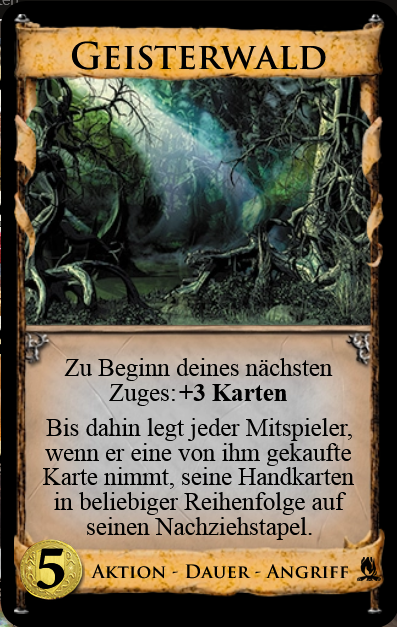 GEISTERWALD
Zu Beginn deines nächsten
Zuges: +3 Karten
Bis dahin legt jeder Mitspieler,
wenn er eine von ihm gekaufte
Karte nimmt, seine Handkarten
in beliebiger Reihenfolge auf
seinen Nachziehstapel.
5 AKTION - DAUER - ANGRIFF